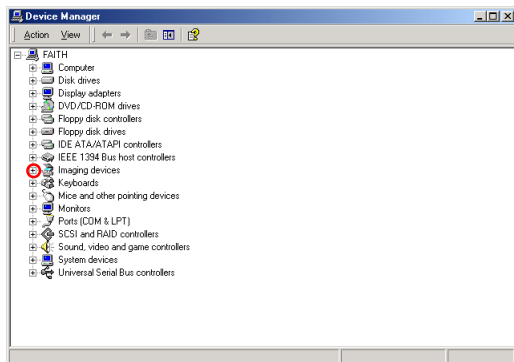 Device Manager
Action View
FAITH
Computer
Disk drives
Display adapters
DVD/CD-ROM drives
Floppy disk controllers
Floppy disk drives
IDE ATA/ATAPI controllers
IEEE 1394 Bus host controllers
Imaging devices
Keyboards
Mice and other pointing devices
Monitors
Ports (COM & LPT)
SCSI and RAID controllers
Sound, video and game controllers
System devices
Universal Serial Bus controllers